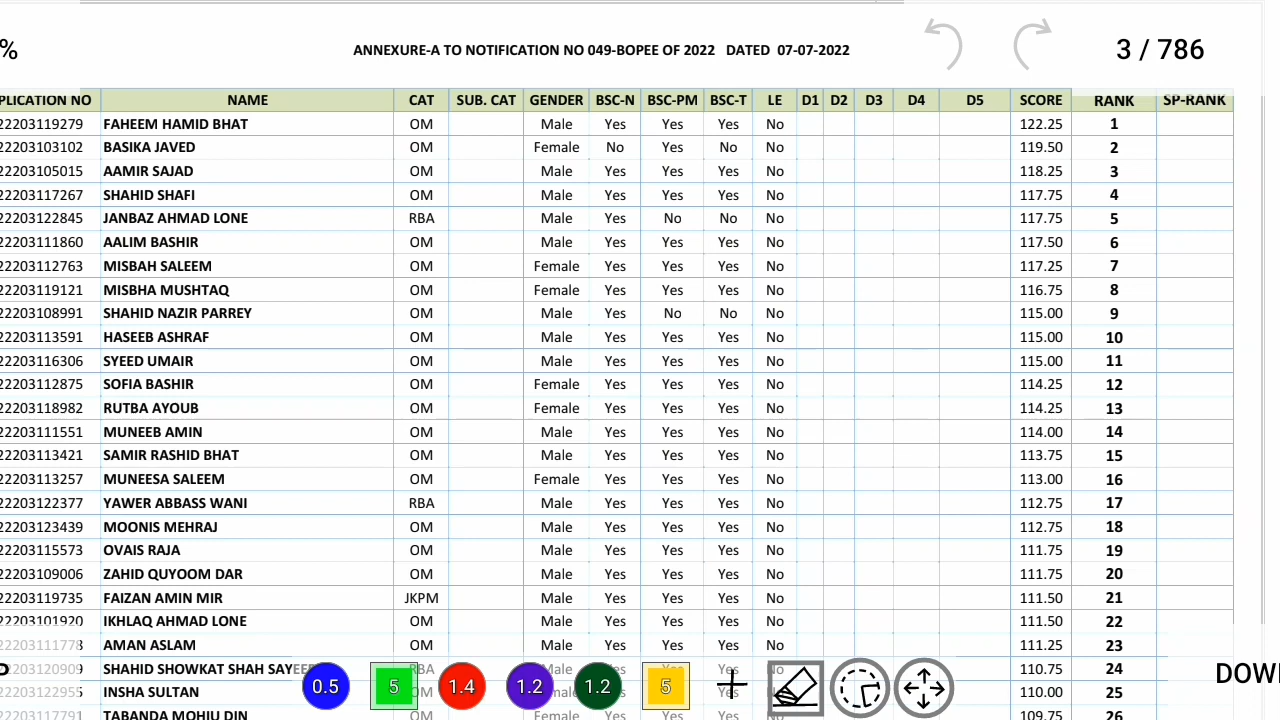 %
ANNEXURE-A TO NOTIFICATION NO 049-BOPEE OF 2022 DATED 07-07-2022
3 / 786
PLICATION NO NAME CAT SUB. CAT GENDER BSC-N BSC-PM BSC-T LE D1 D2 D3 D4 D5 SCORE RANK SP-RANK
22203119279 FAHEEM HAMID BHAT OM Male Yes Yes Yes No 122.25 1
22203103102 BASIKA JAVED OM Female No Yes No No 119.50 2
22203105015 AAMIR SAJAD OM Male Yes Yes Yes No 118.25 3
22203117267 SHAHID SHAFI OM Male Yes Yes Yes No 117.75 4
22203122845 JANBAZ AHMAD LONE RBA Male Yes No No No 117.75 5
22203111860 AALIM BASHIR OM Male Yes Yes Yes No 117.50 6
22203112763 MISBAH SALEEM OM Female Yes Yes Yes No 117.25 7
22203119121 MISBHA MUSHTAQ OM Female Yes Yes Yes No 116.75 8
22203108991 SHAHID NAZIR PARREY OM Male Yes No No No 115.00 9
22203113591 HASEEB ASHRAF OM Male Yes Yes Yes No 115.00 10
22203116306 SYEED UMAIR OM Male Yes Yes Yes No 115.00 11
22203112875 SOFIA BASHIR OM Female Yes Yes Yes No 114.25 12
22203118982 RUTBA AYOUB OM Female Yes Yes Yes No 114.25 13
22203111551 MUNEEB AMIN OM Male Yes Yes Yes No 114.00 14
22203113421 SAMIR RASHID BHAT OM Male Yes Yes Yes No 113.75 15
22203113257 MUNEESA SALEEM OM Female Yes Yes Yes No 113.00 16
22203122377 YAWER ABBASS WANI RBA Male Yes Yes Yes No 112.75 17
22203123439 MOONIS MEHRAJ OM Male Yes Yes Yes No 112.75 18
22203115573 OVAIS RAJA OM Male Yes Yes Yes No 111.75 19
22203109006 ZAHID QUYOOM DAR OM Male Yes Yes Yes No 111.75 20
22203119735 FAIZAN AMIN MIR JKPM Male Yes Yes Yes No 111.50 21
22203101920 IKHLAQ AHMAD LONE OM Male Yes Yes Yes No 111.50 22
22203111778 AMAN ASLAM OM Male Yes Yes Yes No 111.25 23
22203120909 SHAHID SHOWKAT SHAH SAYEED RBA Male Yes 110.75 24
22203122955 INSHA SULTAN OM 110.00 25
22203117791 TABANDA MOHIU DIN OM Female Yes Yes Yes No 109.75 26
0.5 5 1.4 1.2 1.2 5
P
DOW